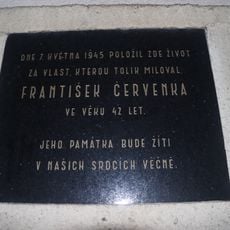 DNE 7. KVĚTNA 1945 POLOŽIL ZDE ŽIVOT
ZA VLAST, KTEROU TOLIK MILOVAL,
FRANTIŠEK ČERVENKA
VE VĚKU 42 LET.
JEHO PAMÁTKA BUDE ŽÍTI
V NAŠICH SRDCÍCH VĚČNĚ.